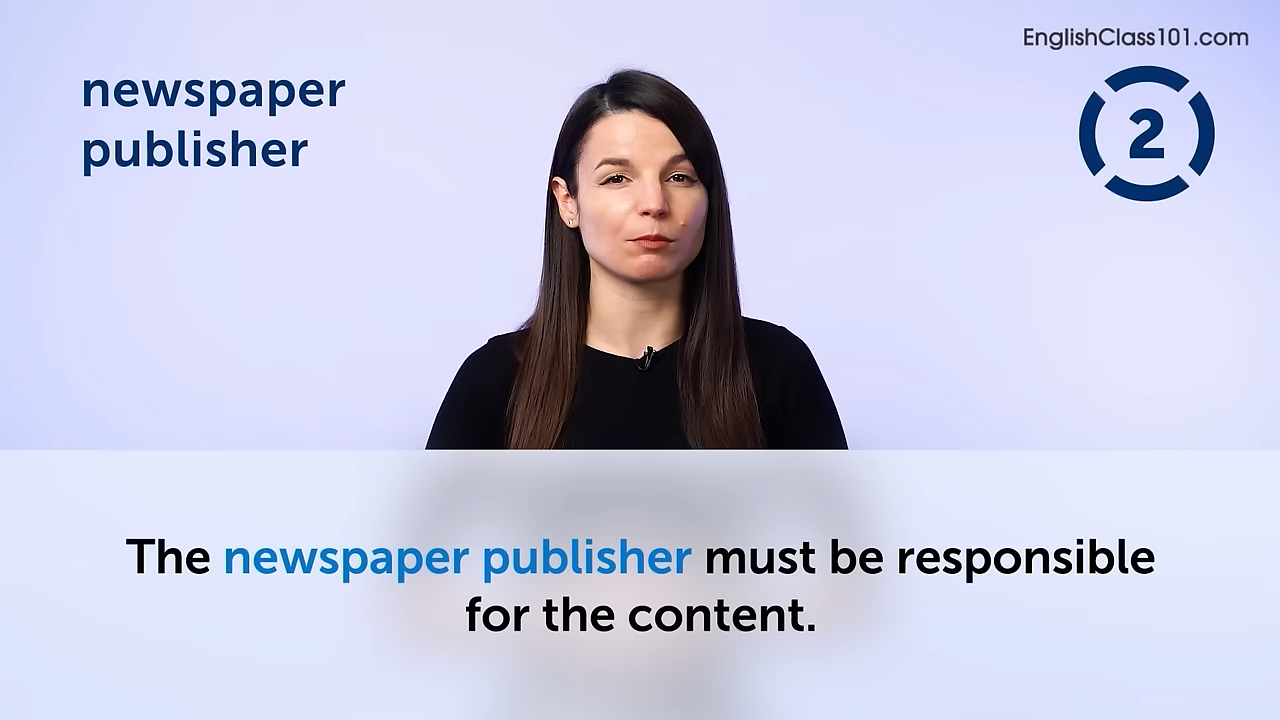 EnglishClass101.com
newspaper
publisher
2
The newspaper publisher must be responsible
for the content.